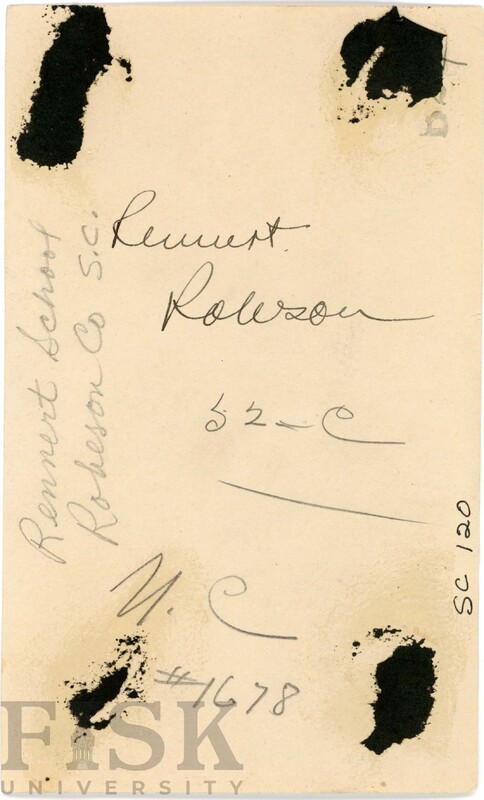 Rennert
Robeson
52-C
N. C
#1678
Rennert School
Robeson Co S.C.
SC 120
FISK
UNIVERSITY